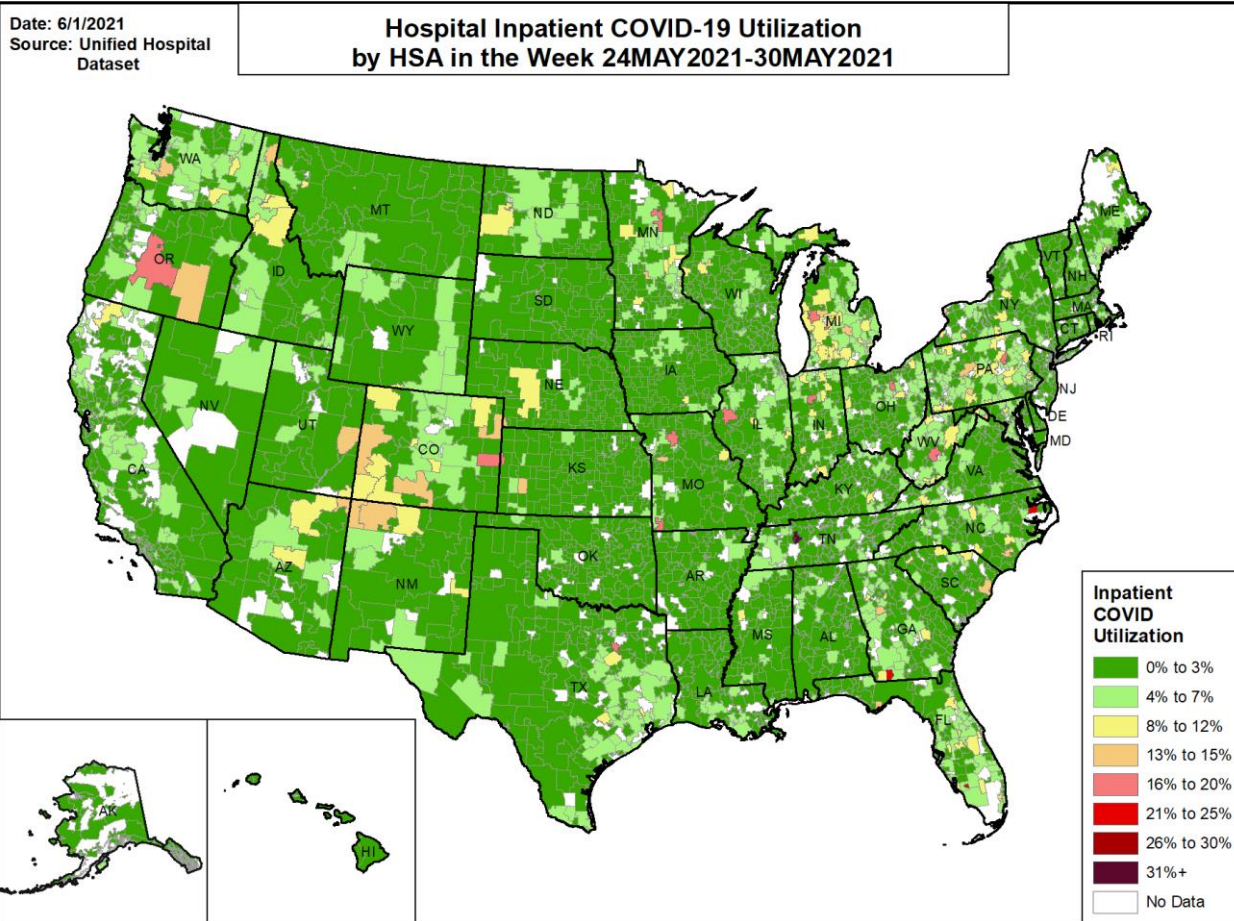 Date: 6/1/2021
Source: Unified Hospital
Dataset
Hospital Inpatient COVID-19 Utilization
by HSA in the Week 24MAY2021-30MAY2021
WA
MT
ND
MN
ME
OR
ID
SD
WI
MI
VT
NH
NY
MA
CT
RI
WY
NE
IA
PA
NJ
NV
UT
CO
IL
IN
OH
DE
MD
WV
CA
KS
MO
KY
VA
AZ
NM
OK
AR
TN
NC
SC
TX
LA
MS
AL
GA
FL
AK
HI
Inpatient
COVID
Utilization
0% to 3%
4% to 7%
8% to 12%
13% to 15%
16% to 20%
21% to 25%
26% to 30%
31%+
No Data